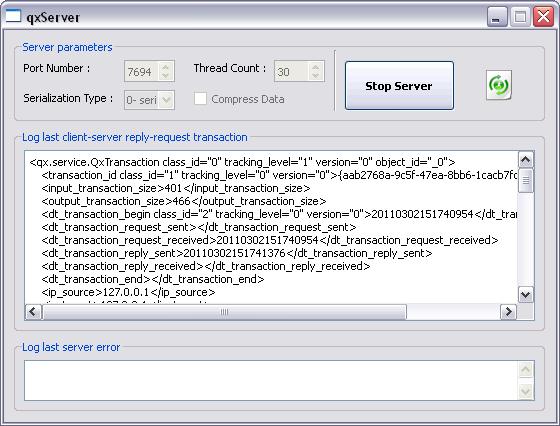 qxServer
Server parameters
Port Number : 7694 Thread Count : 30
Stop Server
Serialization Type : 0- seri Compress Data
Log last client-server reply-request transaction
<qx.service.QxTransaction class_id="0" tracking_level="1" version="0" object_id="_0">
<transaction_id class_id="1" tracking_level="0" version="0">{aab2768a-9c5f-47ea-8bb6-1cacb7fc
<input_transaction_size>401</input_transaction_size>
<output_transaction_size>466</output_transaction_size>
<dt_transaction_begin class_id="2" tracking_level="0" version="0">20110302151740954</dt_tran
<dt_transaction_request_sent></dt_transaction_request_sent>
<dt_transaction_request_received>20110302151740954</dt_transaction_request_received>
<dt_transaction_reply_sent>20110302151741376</dt_transaction_reply_sent>
<dt_transaction_reply_received></dt_transaction_reply_received>
<dt_transaction_end></dt_transaction_end>
<ip_source>127.0.0.1</ip_source>
Log last server error